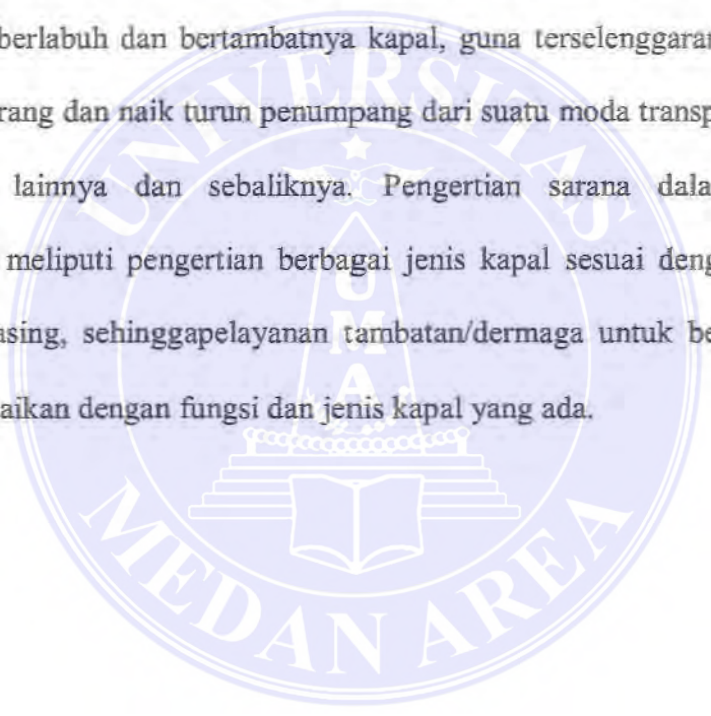 berlabuh dan bertambatnya kapal, guna terselenggaran
rang dan naik turun penumpang dari suatu moda transp
lainnya dan sebaliknya. Pengertian sarana dala
meliputi pengertian berbagai jenis kapal sesuai deng
asing, sehinggapelayanan tambatan/dermaga untuk be
aikan dengan fungsi dan jenis kapal yang ada.
UNIVERSITAS
UMA
MEDAN AREA